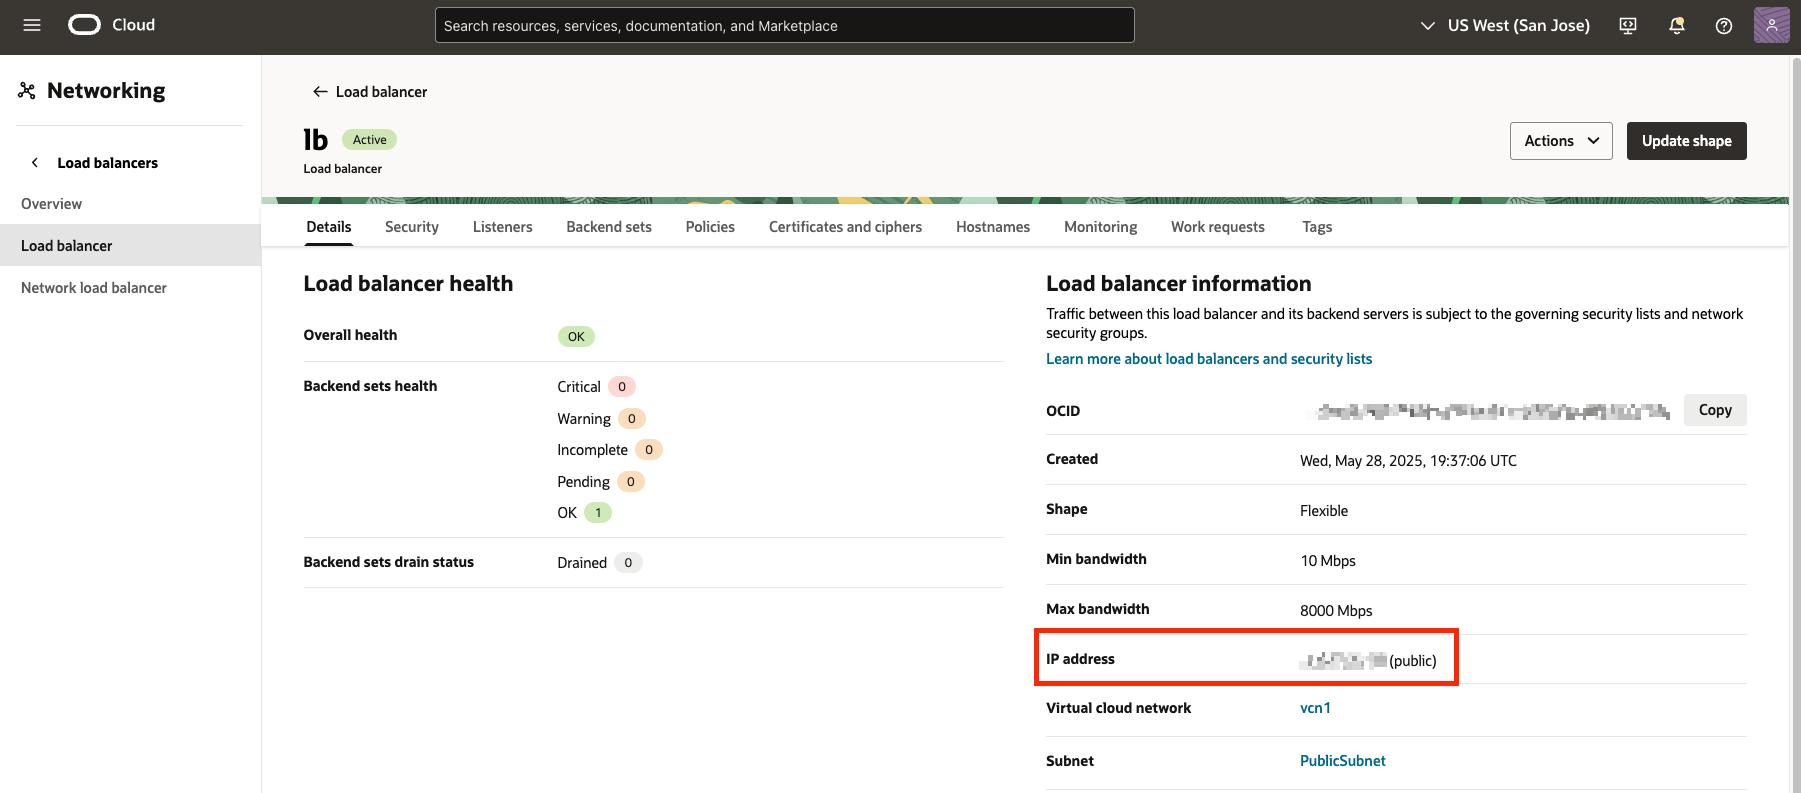 Cloud
Search resources, services, documentation, and Marketplace
US West (San Jose)
Networking
Load balancers
Overview
Load balancer
Network load balancer
Load balancer
lb
Active
Load balancer
Actions
Update shape
Details
Security
Listeners
Backend sets
Policies
Certificates and ciphers
Hostnames
Monitoring
Work requests
Tags
Load balancer health
Overall health
OK
Backend sets health
Critical 0
Warning 0
Incomplete 0
Pending 0
OK 1
Backend sets drain status
Drained 0
Load balancer information
Traffic between this load balancer and its backend servers is subject to the governing security lists and network
security groups.
Learn more about load balancers and security lists
OCID
Copy
Created
Wed, May 28, 2025, 19:37:06 UTC
Shape
Flexible
Min bandwidth
10 Mbps
Max bandwidth
8000 Mbps
IP address
(public)
Virtual cloud network
vcn1
Subnet
PublicSubnet